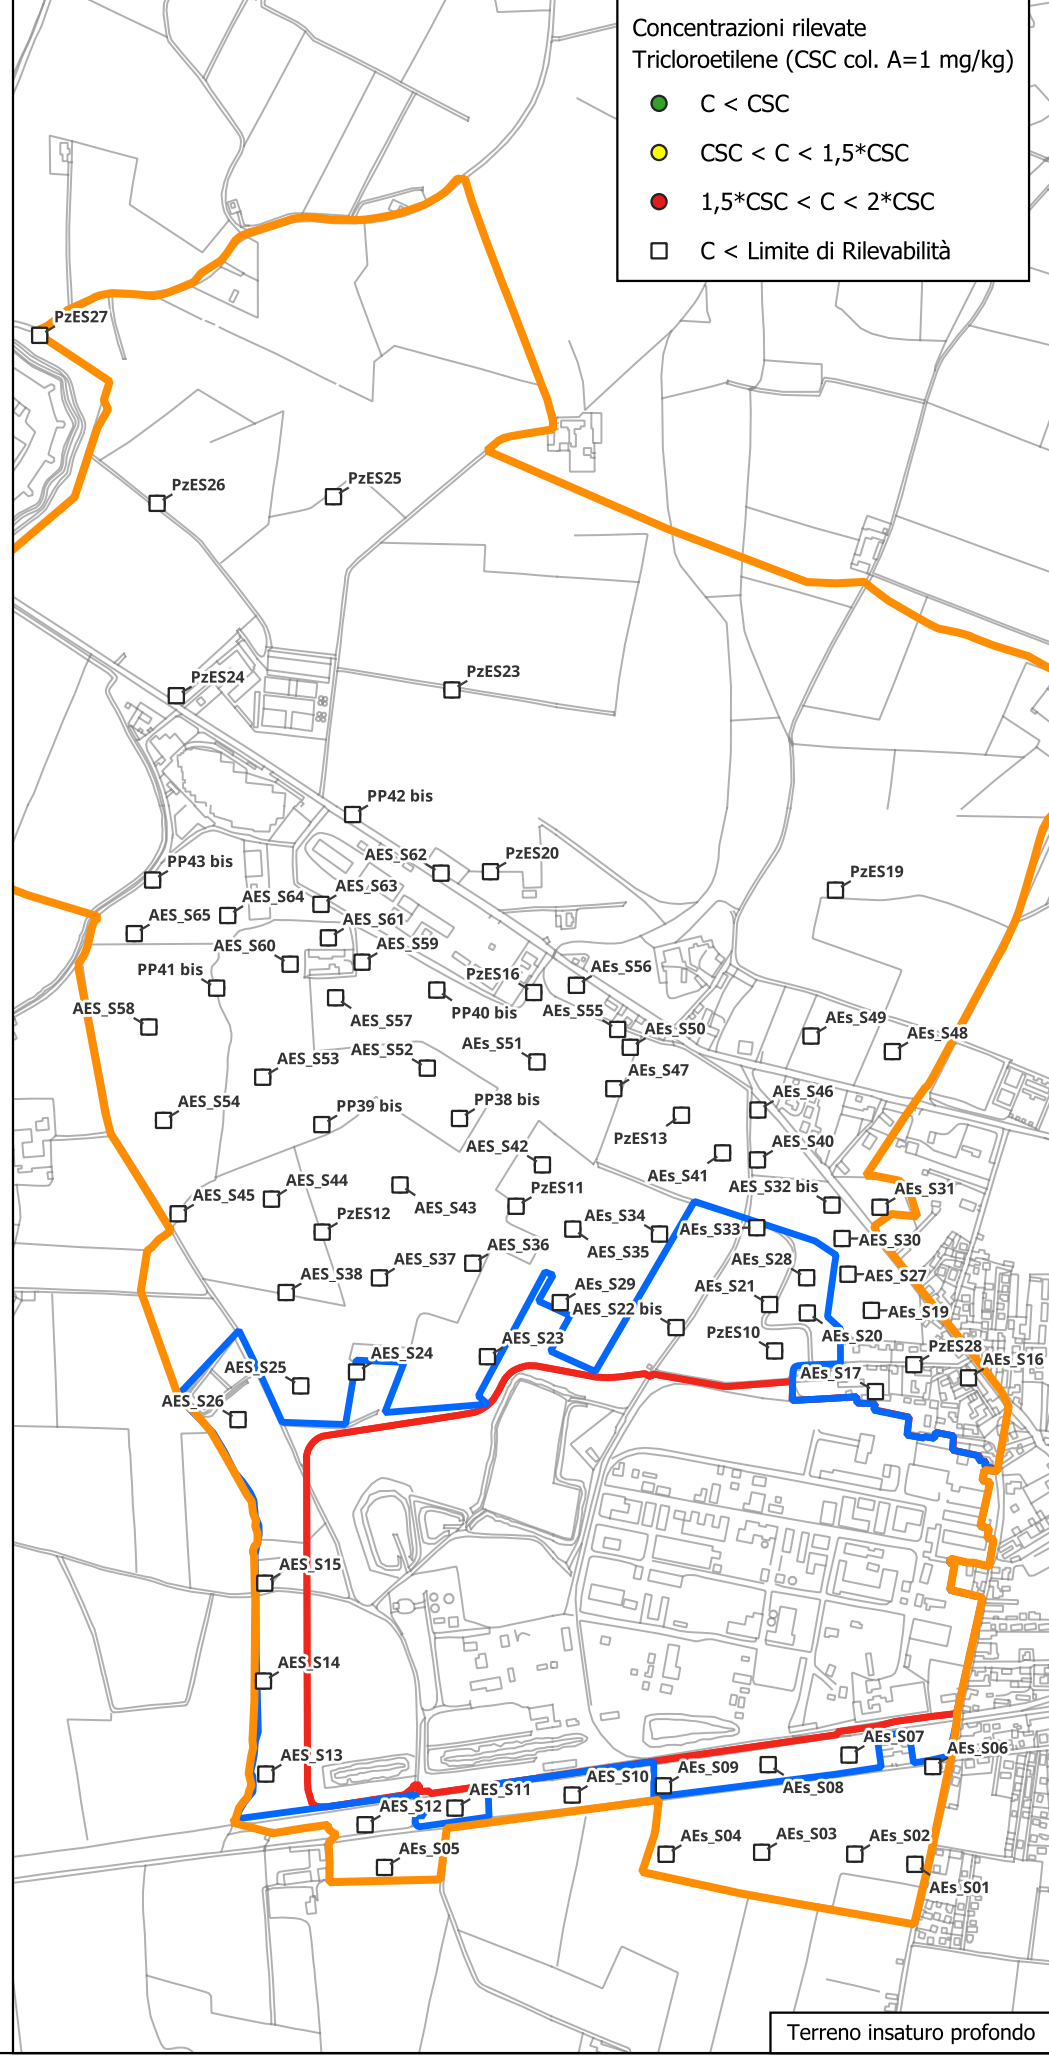 Concentrazioni rilevate
Tricloroetilene (CSC col. A=1 mg/kg)
C < CSC
CSC < C < 1,5*CSC
1,5*CSC < C < 2*CSC
C < Limite di Rilevabilità
PzES27
PzES26
PzES25
PzES24
PzES23
PP42 bis
AES_S62
PzES20
PP43 bis
PzES19
AES_S64
AES_S63
AES_S65
AES_S61
AES_S60
AES_S59
PP41 bis
PzES16
AEs_S56
AES_S58
AES_S57
PP40 bis
AEs_S55
AEs_S50
AEs_S49
AEs_S48
AES_S53
AES_S52
AEs_S51
AEs_S47
AES_S54
PP39 bis
PP38 bis
AEs_S46
PzES13
AES_S42
AEs_S41
AEs_S40
AES_S45
AES_S44
AES_S43
PzES11
AEs_S32 bis
AEs_S31
PzES12
AEs_S34
AEs_S35
AEs_S33
AEs_S30
AES_S38
AES_S37
AES_S36
AEs_S29
AEs_S28
AEs_S27
AEs_S22 bis
AEs_S21
AEs_S20
AEs_S19
AES_S25
AES_S24
AES_S23
PzES10
PzES28
AEs_S16
AES_S26
AEs_S17
AES_S15
AES_S14
AES_S13
AEs_S07
AEs_S06
AES_S12
AES_S11
AES_S10
AEs_S09
AEs_S08
AEs_S05
AEs_S04
AEs_S03
AEs_S02
AEs_S01
Terreno insaturo profondo